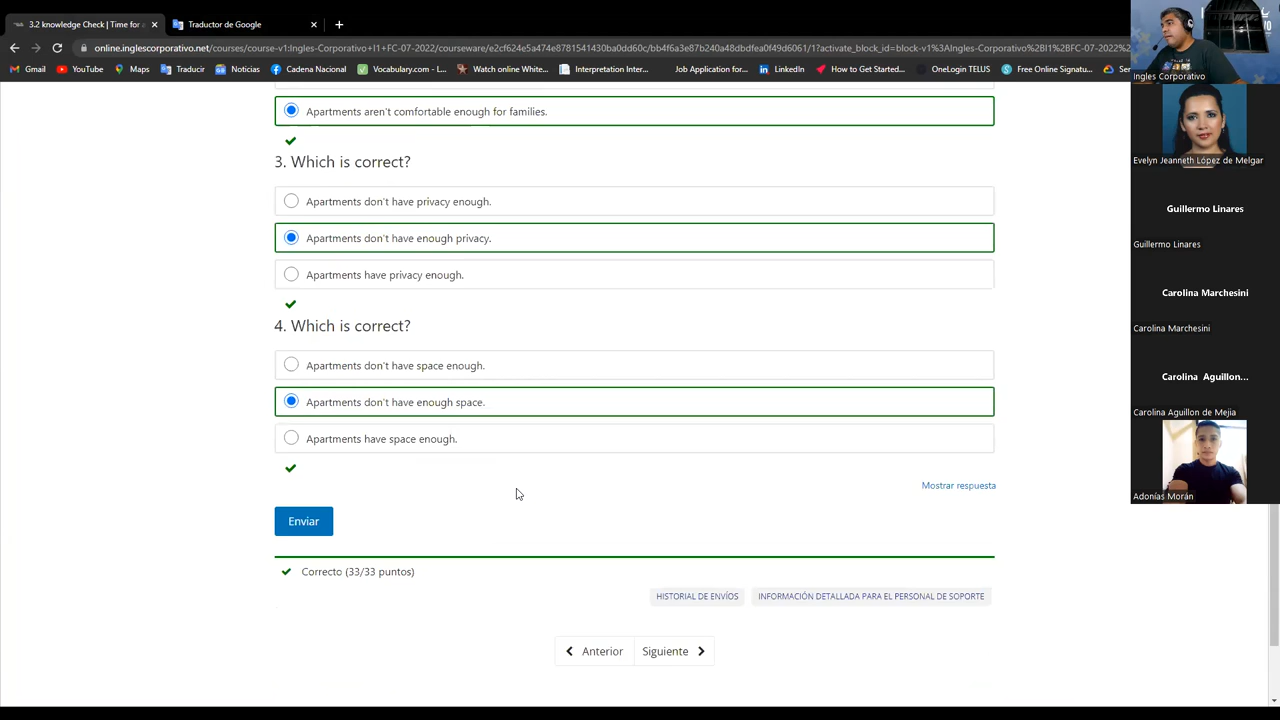 3.2 knowledge Check | Time for a
Traductor de Google
online.inglescorporativo.net/courses/course-v1:Ingles-Corporativo+I1+FC-07-2022/courseware/e2cf624e5a474e8781541430ba0dd60c/bb4f6a3e87b240a48dbdfea0f49d6061/1?activate_block_id=block-v1%3AIngles-Corporativo%2BI1%2BFC-07-2022%
Gmail YouTube Maps Traducir Noticias Cadena Nacional Vocabulary.com - L... Watch online White... Interpretation Inter... Job Application for... LinkedIn How to Get Started... OneLogin TELUS Free Online Signatu...
Apartments aren't comfortable enough for families.
3. Which is correct?
Apartments don't have privacy enough.
Apartments don't have enough privacy.
Apartments have privacy enough.
4. Which is correct?
Apartments don't have space enough.
Apartments don't have enough space.
Apartments have space enough.
Mostrar respuesta
Enviar
Correcto (33/33 puntos)
HISTORIAL DE ENVÍOS
INFORMACIÓN DETALLADA PARA EL PERSONAL DE SOPORTE
Anterior
Siguiente
Ingles Corporativo
Evelyn Jeanneth López de Melgar
Guillermo Linares
Guillermo Linares
Carolina Marchesini
Carolina Marchesini
Carolina Aguillon...
Carolina Aguillon de Mejia
Adonías Morán